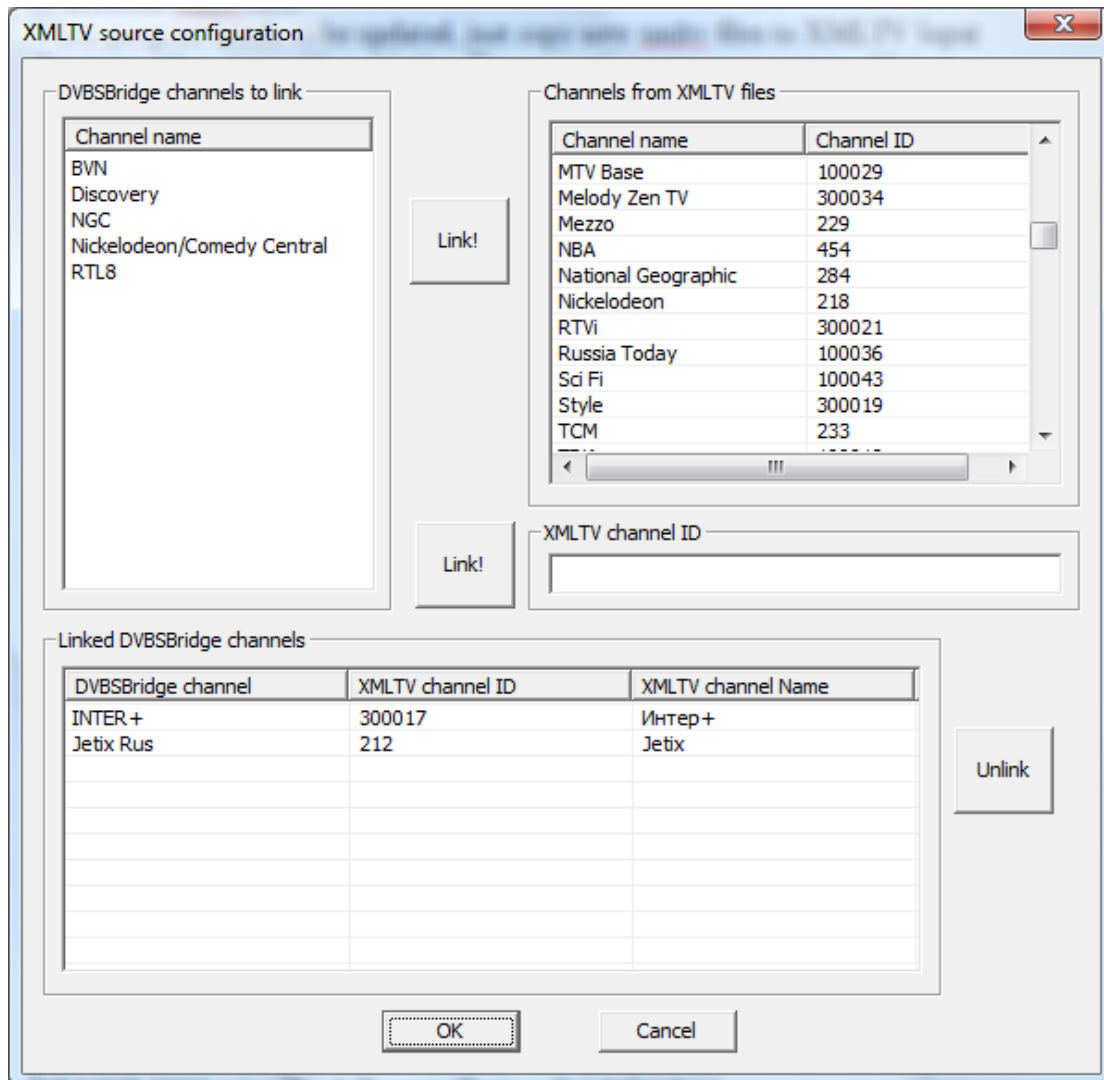 XMLTV source configuration
DVBSBridge channels to link
Channel name
BVN
Discovery
NGC
Nickelodeon/Comedy Central
RTL8
Link!
Channels from XMLTV files
Channel name Channel ID
MTV Base 100029
Melody Zen TV 300034
Mezzo 229
NBA 454
National Geographic 284
Nickelodeon 218
RTVi 300021
Russia Today 100036
Sci Fi 100043
Style 300019
TCM 233
Link!
XMLTV channel ID
Linked DVBSBridge channels
DVBSBridge channel XMLTV channel ID XMLTV channel Name
INTER+ 300017 Интер+
Jetix Rus 212 Jetix
Unlink
OK Cancel